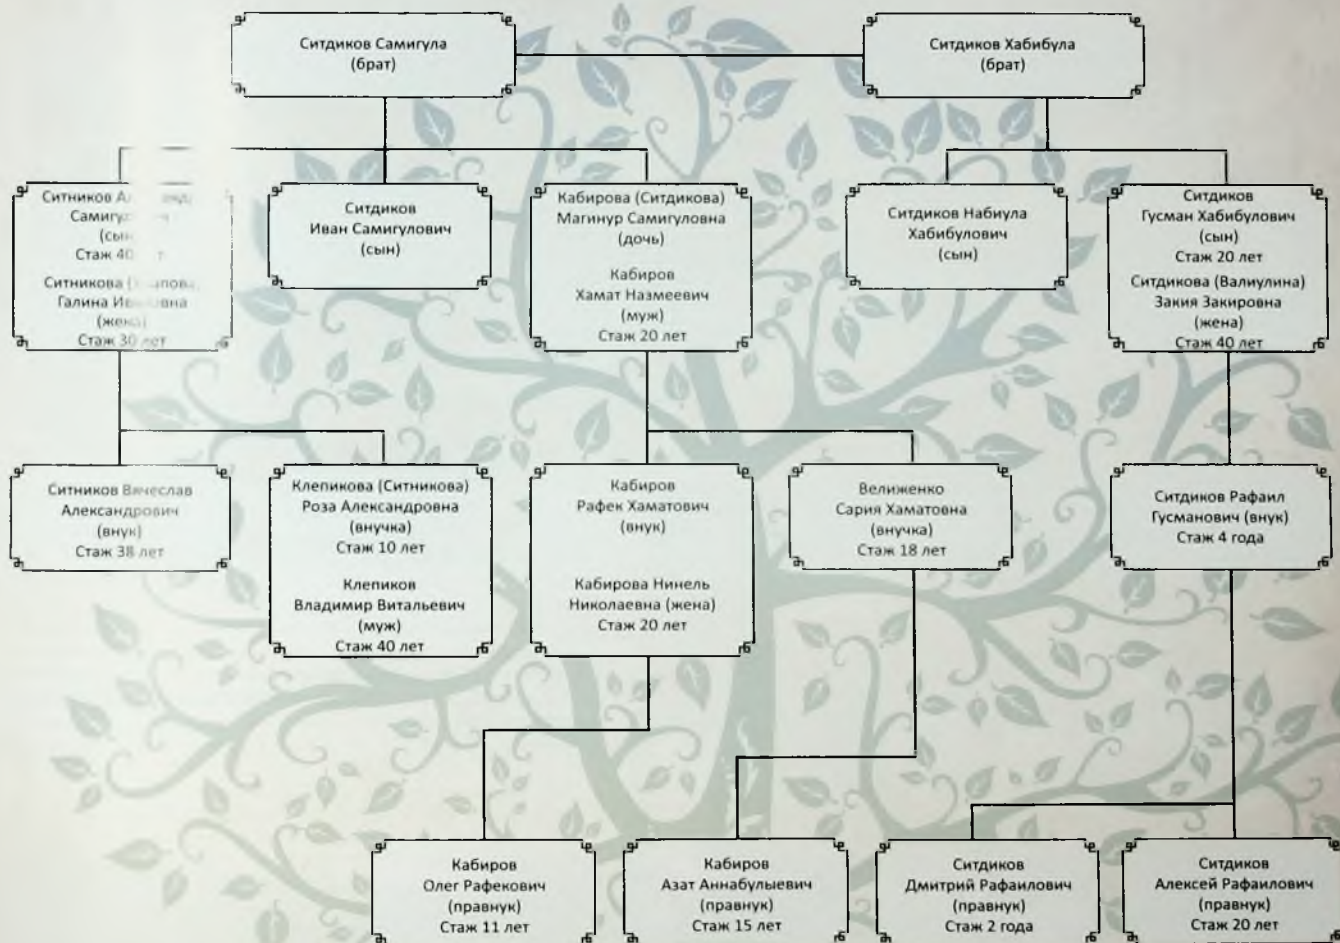 Ситдиков Самигула
(брат)
Ситдиков Хабибула
(брат)
Ситников
(сын)
Стаж 40
Ситникова
Галина
(жена)
Стаж 30 лет
Ситдиков
Иван Самигулович
(сын)
Кабирова (Ситдикова)
Магинур Самигуловна
(дочь)
Кабиров
Хамат Назмеевич
(муж)
Стаж 20 лет
Ситдиков Набиула
Хабибулович
(сын)
Ситдиков
Гусман Хабибулович
(сын)
Стаж 20 лет
Ситдикова (Валиулина)
Закия Закировна
(жена)
Стаж 40 лет
Ситников Вячеслав
Александрович
(внук)
Стаж 38 лет
Клепикова (Ситникова)
Роза Александровна
(внучка)
Стаж 10 лет
Клепиков
Владимир Витальевич
(муж)
Стаж 40 лет
Кабиров
Рафек Хаматович
(внук)
Кабирова Нинель
Николаевна (жена)
Стаж 20 лет
Велиженко
Сария Хаматовна
(внучка)
Стаж 18 лет
Ситдиков Рафаил
Гусманович (внук)
Стаж 4 года
Кабиров
Олег Рафекович
(правнук)
Стаж 11 лет
Кабиров
Азат Аннабулыевич
(правнук)
Стаж 15 лет
Ситдиков
Дмитрий Рафаилович
(правнук)
Стаж 2 года
Ситдиков
Алексей Рафаилович
(правнук)
Стаж 20 лет